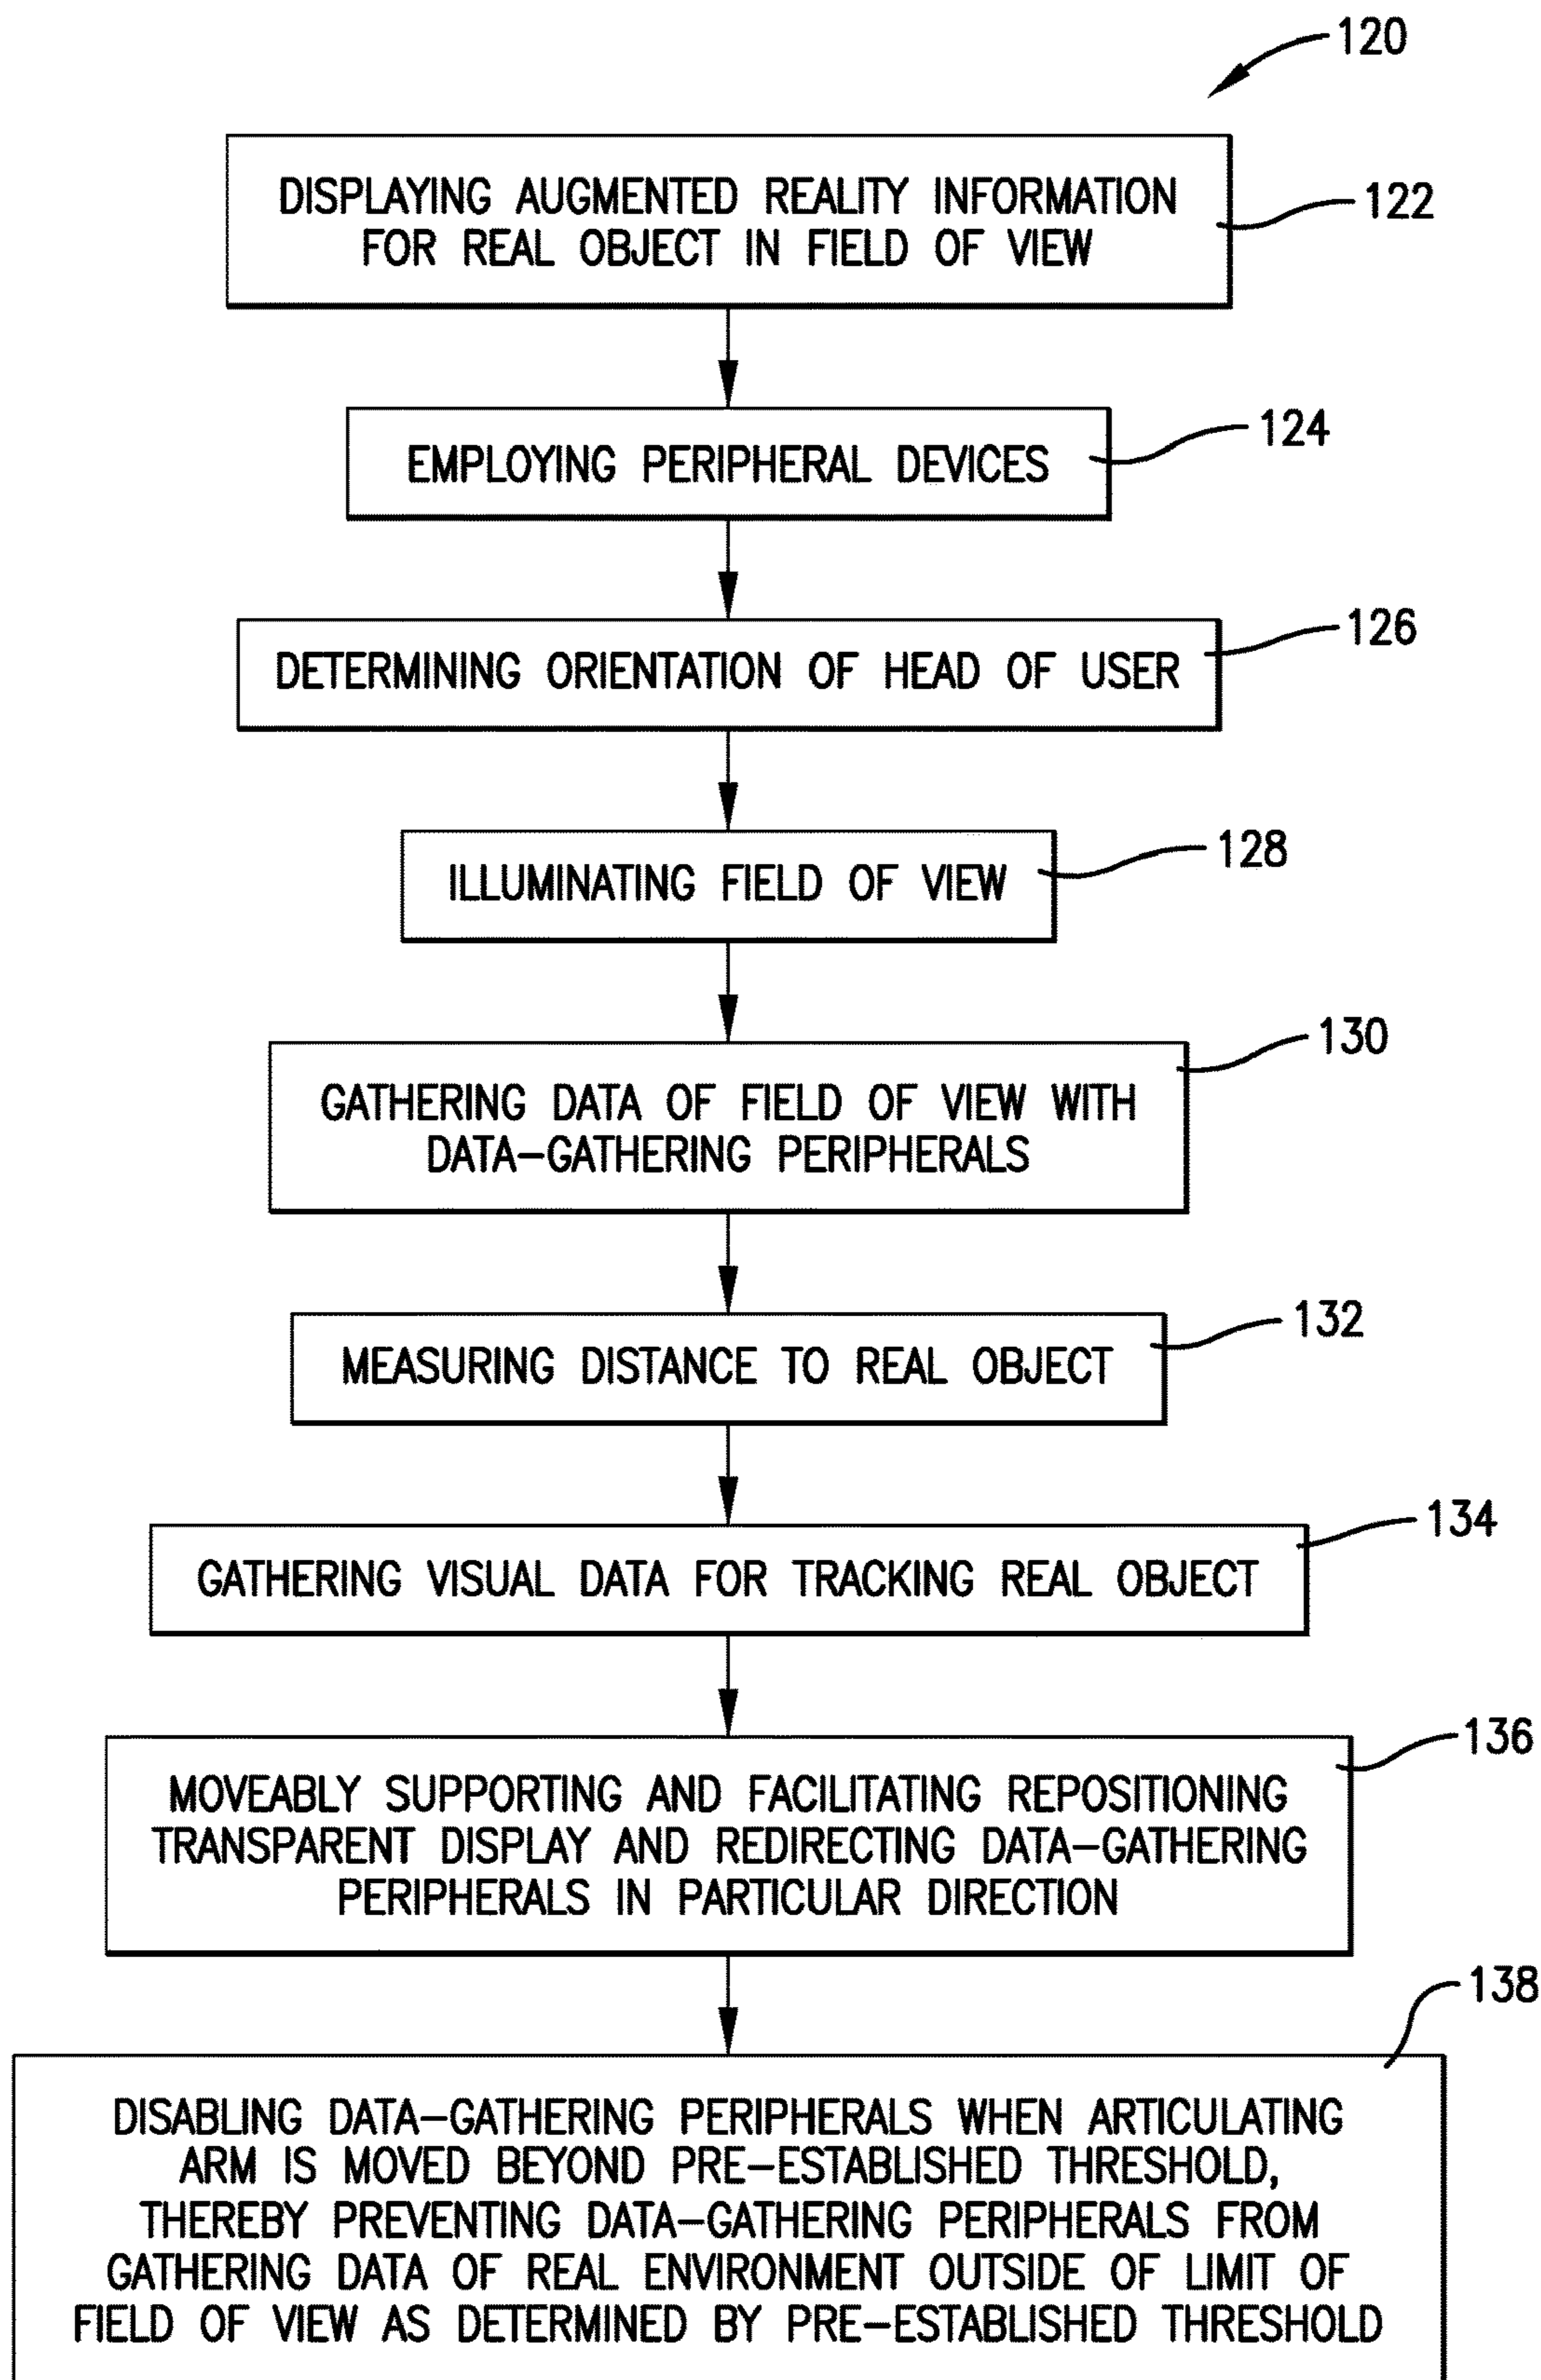 120
DISPLAYING AUGMENTED REALITY INFORMATION
FOR REAL OBJECT IN FIELD OF VIEW
122
EMPLOYING PERIPHERAL DEVICES
124
DETERMINING ORIENTATION OF HEAD OF USER
126
ILLUMINATING FIELD OF VIEW
128
GATHERING DATA OF FIELD OF VIEW WITH
DATA-GATHERING PERIPHERALS
130
MEASURING DISTANCE TO REAL OBJECT
132
GATHERING VISUAL DATA FOR TRACKING REAL OBJECT
134
MOVEABLY SUPPORTING AND FACILITATING REPOSITIONING
TRANSPARENT DISPLAY AND REDIRECTING DATA-GATHERING
PERIPHERALS IN PARTICULAR DIRECTION
136
DISABLING DATA-GATHERING PERIPHERALS WHEN ARTICULATING
ARM IS MOVED BEYOND PRE-ESTABLISHED THRESHOLD,
THEREBY PREVENTING DATA-GATHERING PERIPHERALS FROM
GATHERING DATA OF REAL ENVIRONMENT OUTSIDE OF LIMIT OF
FIELD OF VIEW AS DETERMINED BY PRE-ESTABLISHED THRESHOLD
138